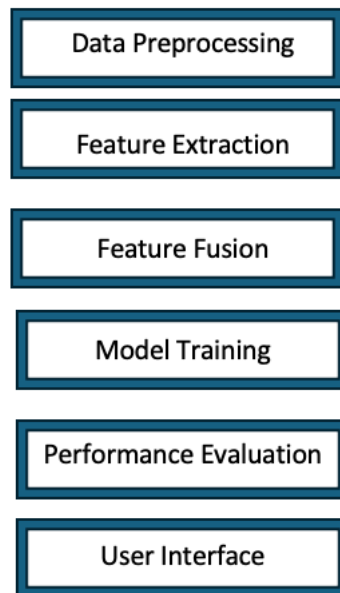 Data Preprocessing
Feature Extraction
Feature Fusion
Model Training
Performance Evaluation
User Interface